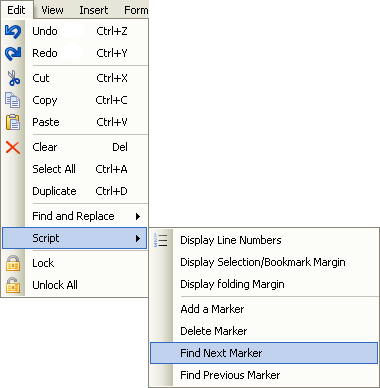 Edit View Insert Form
Undo Ctrl+Z
Redo Ctrl+Y
Cut Ctrl+X
Copy Ctrl+C
Paste Ctrl+V
Clear Del
Select All Ctrl+A
Duplicate Ctrl+D
Find and Replace
Script
Lock
Unlock All
Display Line Numbers
Display Selection/Bookmark Margin
Display folding Margin
Add a Marker
Delete Marker
Find Next Marker
Find Previous Marker